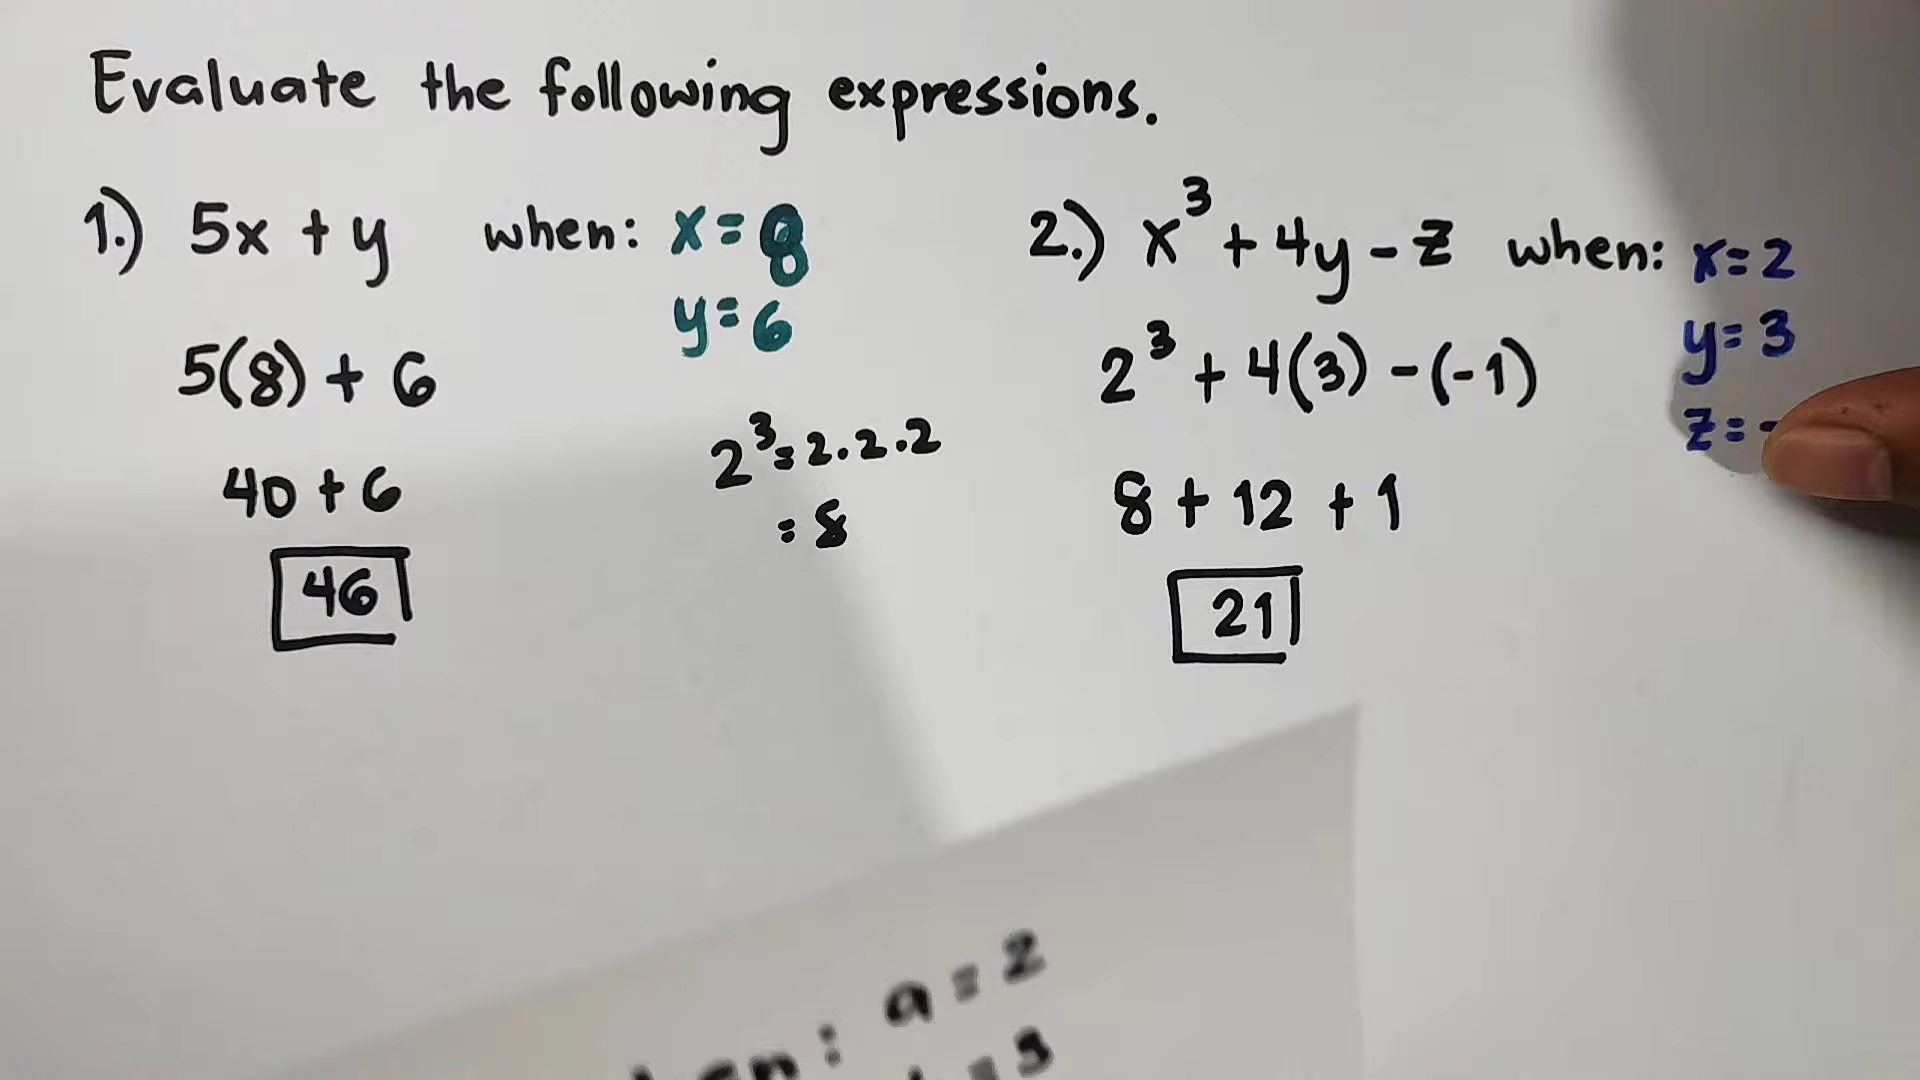 Evaluate the following expressions.
1.) 5x + y when: x = 8
y = 6
5(8) + 6
40 + 6
46
2³ = 2.2.2
= 8
2.) x³ + 4y - z when: x = 2
y = 3
z = -
2³ + 4(3) - (-1)
8 + 12 + 1
21
: a = 2